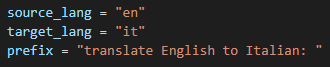 source_lang = "en"
target_lang = "it"
prefix = "translate English to Italian: "